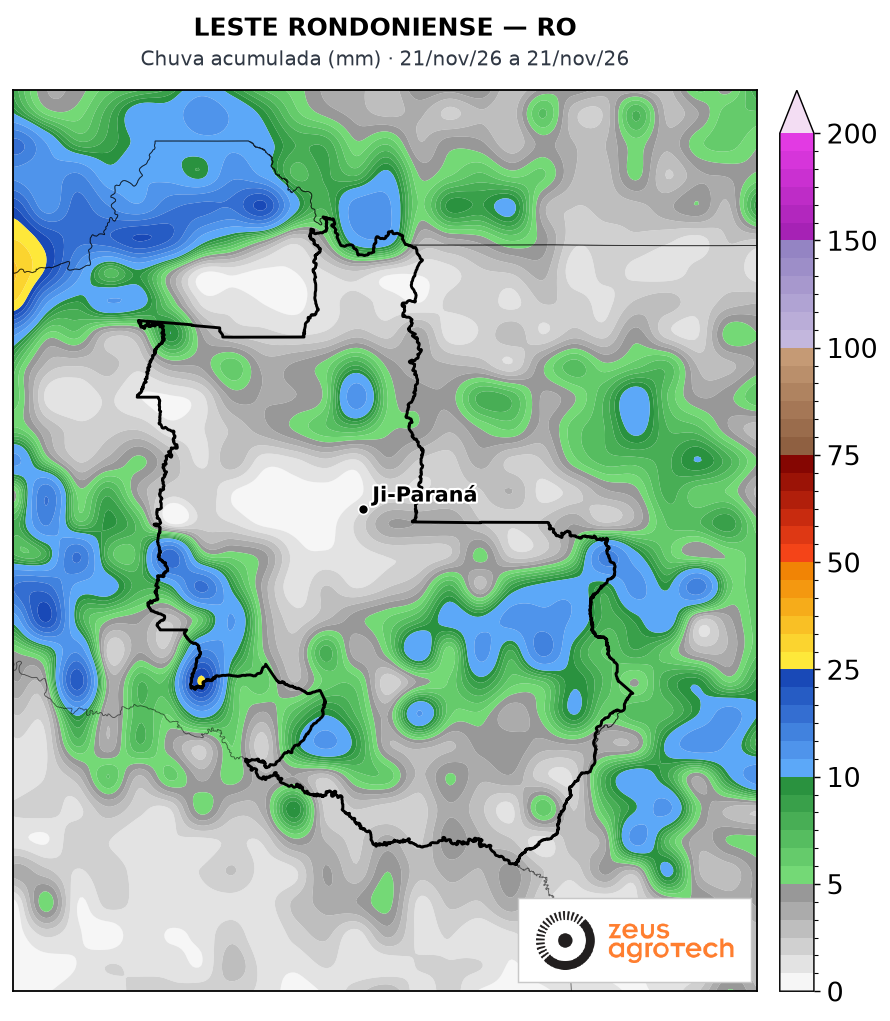 LESTE RONDONIENSE — RO
Chuva acumulada (mm) · 21/nov/26 a 21/nov/26
200
150
100
75
50
25
10
5
0
Ji-Paraná
zeus
agrotech